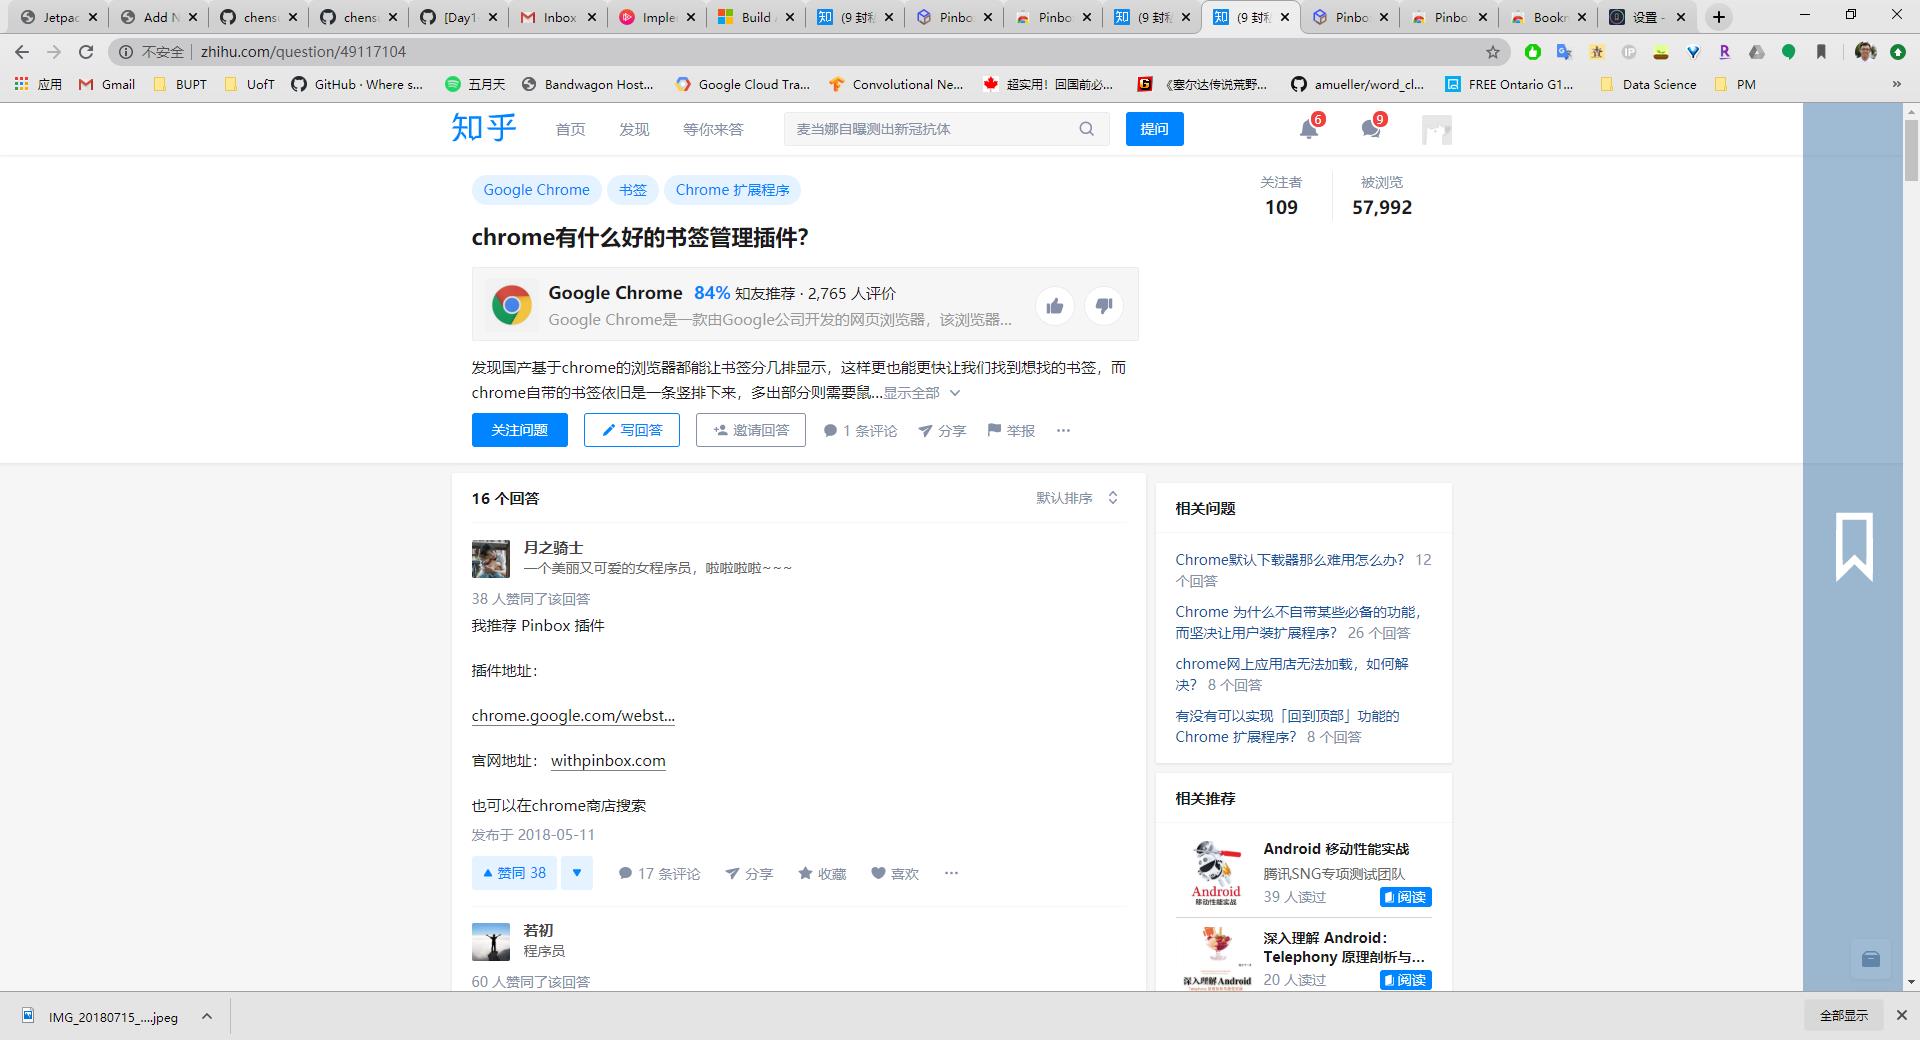 Jetpac
Add N
chens
chens
[Day1
Inbox
Imple
Build
(9 封私
Pinbo
Pinbo
(9 封私
(9 封私
Pinbo
Pinbo
Bookm
设置 -
不安全 | zhihu.com/question/49117104
应用 Gmail BUPT UofT GitHub · Where s... 五月天 Bandwagon Host... Google Cloud Tra... Convolutional Ne... 超实用！回国前必... 《塞尔达传说荒野... amueller/word_cl... FREE Ontario G1... Data Science PM »
知乎 首页 发现 等你来答 麦当娜自曝测出新冠抗体 提问 6 9
Google Chrome 书签 Chrome 扩展程序
关注者 被浏览
109 57,992
chrome有什么好的书签管理插件？
Google Chrome 84% 知友推荐 · 2,765 人评价
Google Chrome是一款由Google公司开发的网页浏览器，该浏览器...
发现国产基于chrome的浏览器都能让书签分几排显示，这样更也能更快让我们找到想找的书签，而
chrome自带的书签依旧是一条竖排下来，多出部分则需要鼠...显示全部
关注问题 写回答 邀请回答 1 条评论 分享 举报 ···
16 个回答 默认排序
月之骑士
一个美丽又可爱的女程序员，啦啦啦啦~~~
38 人赞同了该回答
我推荐 Pinbox 插件
插件地址：
chrome.google.com/webst...
官网地址： withpinbox.com
也可以在chrome商店搜索
发布于 2018-05-11
赞同 38 17 条评论 分享 收藏 喜欢 ···
若初
程序员
60 人赞同了该回答
相关问题
Chrome默认下载器那么难用怎么办？ 12
个回答
Chrome 为什么不自带某些必备的功能，
而坚决让用户装扩展程序？ 26 个回答
chrome网上应用店无法加载，如何解
决？ 8 个回答
有没有可以实现「回到顶部」功能的
Chrome 扩展程序？ 8 个回答
相关推荐
Android
移动性能实战
Android 移动性能实战
腾讯SNG专项测试团队
39 人读过 阅读
深入理解 Android
深入理解 Android：
Telephony 原理剖析与...
20 人读过 阅读
IMG_20180715_....jpeg
全部显示